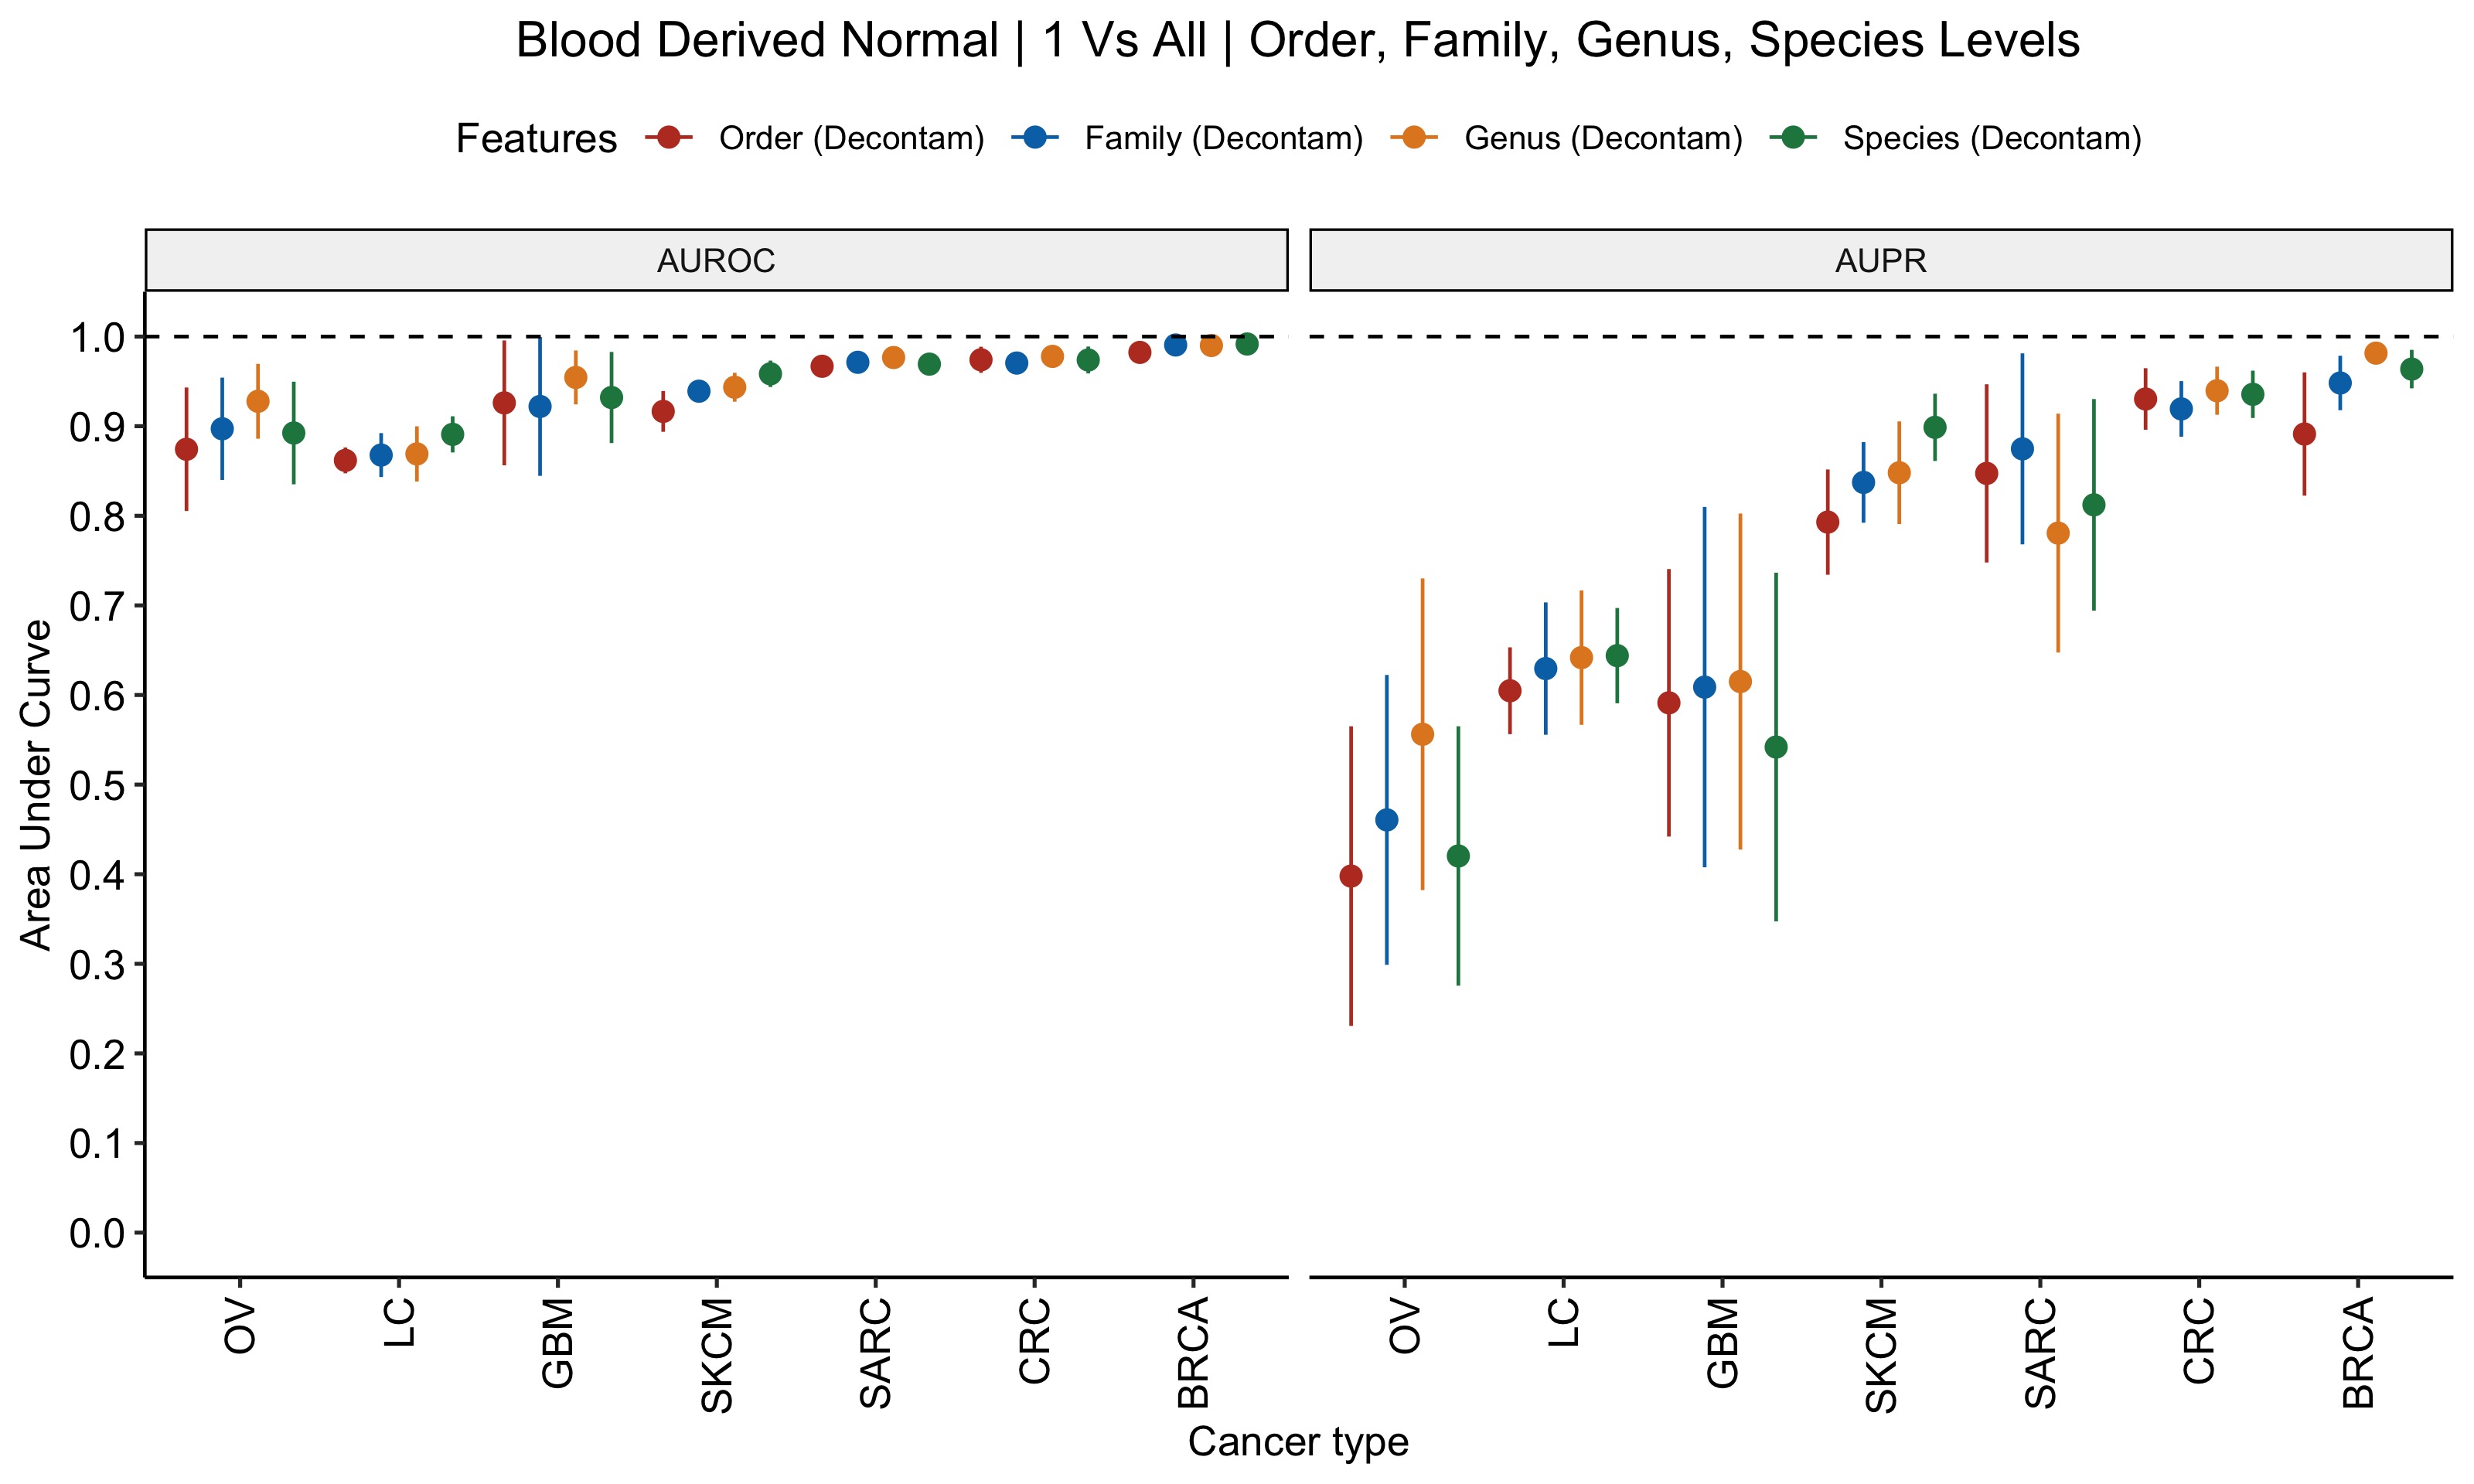 Blood Derived Normal | 1 Vs All | Order, Family, Genus, Species Levels
Features Order (Decontam) Family (Decontam) Genus (Decontam) Species (Decontam)
AUROC AUPR
1.0
0.9
0.8
0.7
0.6
0.5
0.4
0.3
0.2
0.1
0.0
Area Under Curve
OV LC GBM SKCM SARC CRC BRCA OV LC GBM SKCM SARC CRC BRCA
Cancer type